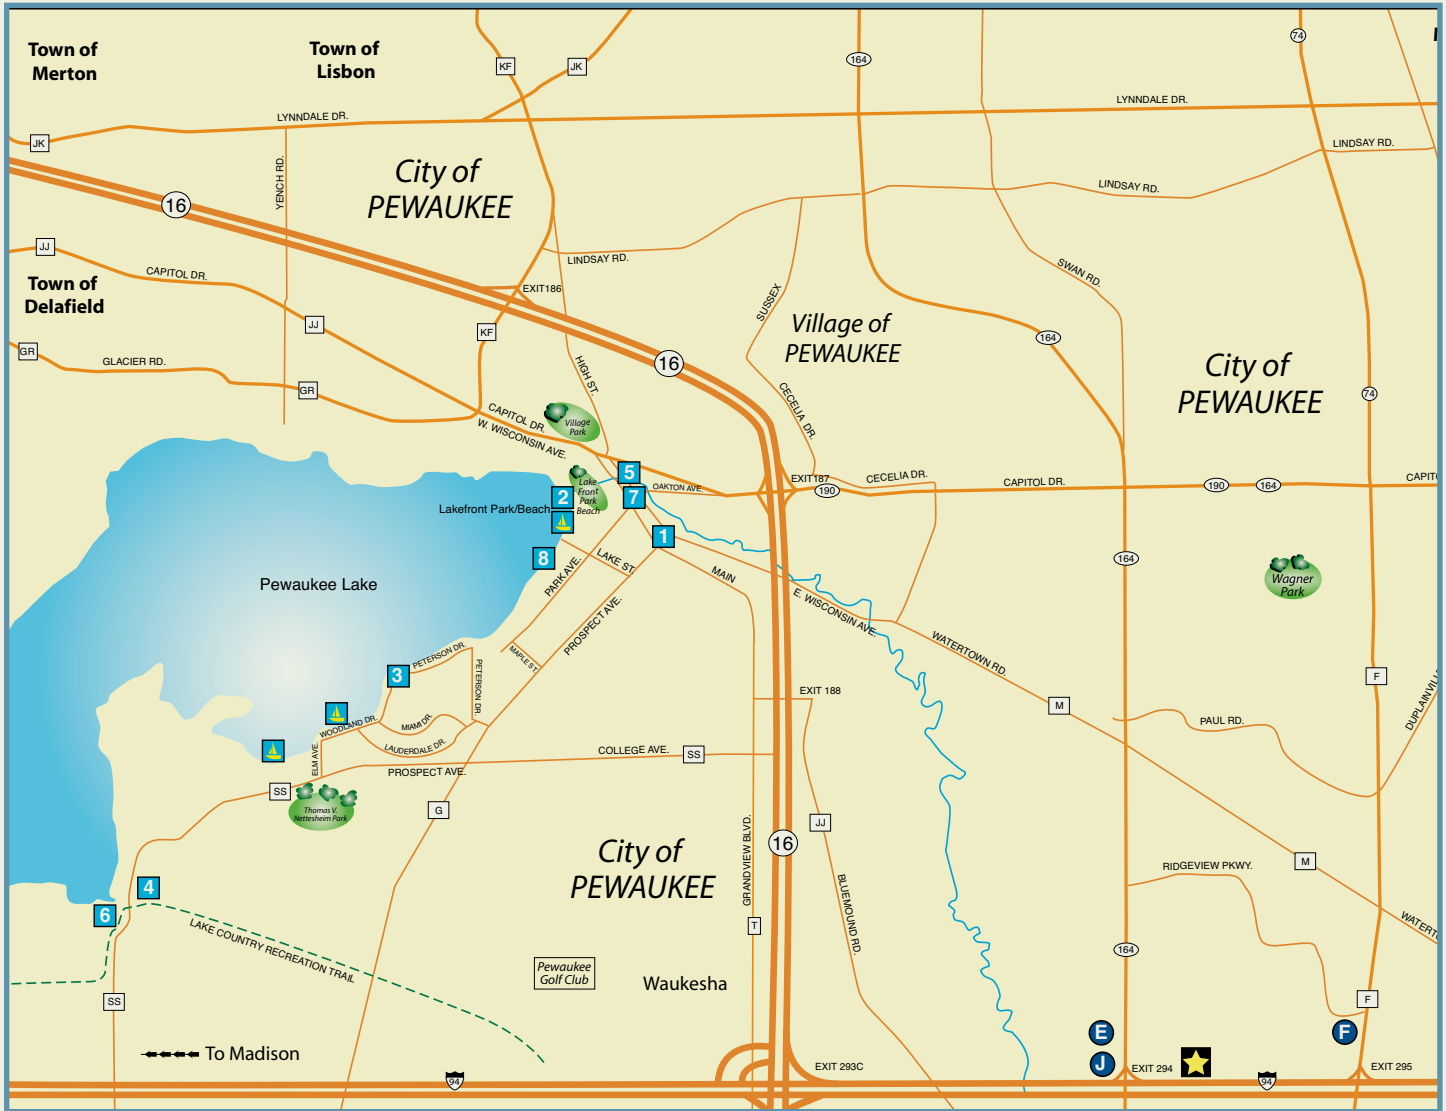 Town of
Merton
Town of
Lisbon
KF
JK
164
74
LYNNDALE DR.
LYNNDALE DR.
JK
LINDSAY RD.
YENCH RD.
City of
PEWAUKEE
LINDSAY RD.
16
JJ
LINDSAY RD.
CAPITOL DR.
SWAN RD.
Town of
Delafield
EXIT186
SUSSEX
JJ
KF
Village of
PEWAUKEE
164
GR
GLACIER RD.
16
City of
PEWAUKEE
HIGH ST.
GR
74
CECELIA DR.
CAPITOL DR.
Village
Park
W. WISCONSIN AVE.
5
EXIT187
CECELIA DR.
CAPITOL DR.
190
164
CAPIT
Lake
Front
Park
Beach
2
7
OAKTON AVE.
190
Lakefront Park/Beach
1
8
LAKE ST.
164
PARK AVE.
MAIN
Wagner
Park
Pewaukee Lake
E. WISCONSIN AVE.
PROSPECT AVE.
WATERTOWN RD.
MAPLE ST.
PETERSON DR.
3
PETERSON DR.
F
EXIT 188
M
DUPLAINVILL
WOODLAND DR.
MIAMI DR.
PAUL RD.
LAUDERDALE DR.
ELM AVE.
COLLEGE AVE.
SS
PROSPECT AVE.
SS
Thomas V.
Nettesheim Park
G
JJ
16
GRANDVIEW BLVD.
City of
PEWAUKEE
M
RIDGEVIEW PKWY.
4
BLUEMOUND RD.
6
T
WATERT
LAKE COUNTRY RECREATION TRAIL
164
Pewaukee
Golf Club
Waukesha
SS
F
E
F
To Madison
J
EXIT 293C
EXIT 294
EXIT 295
94
94